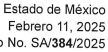 Estado de México
Febrero 11, 2025
No. SA/384/2025